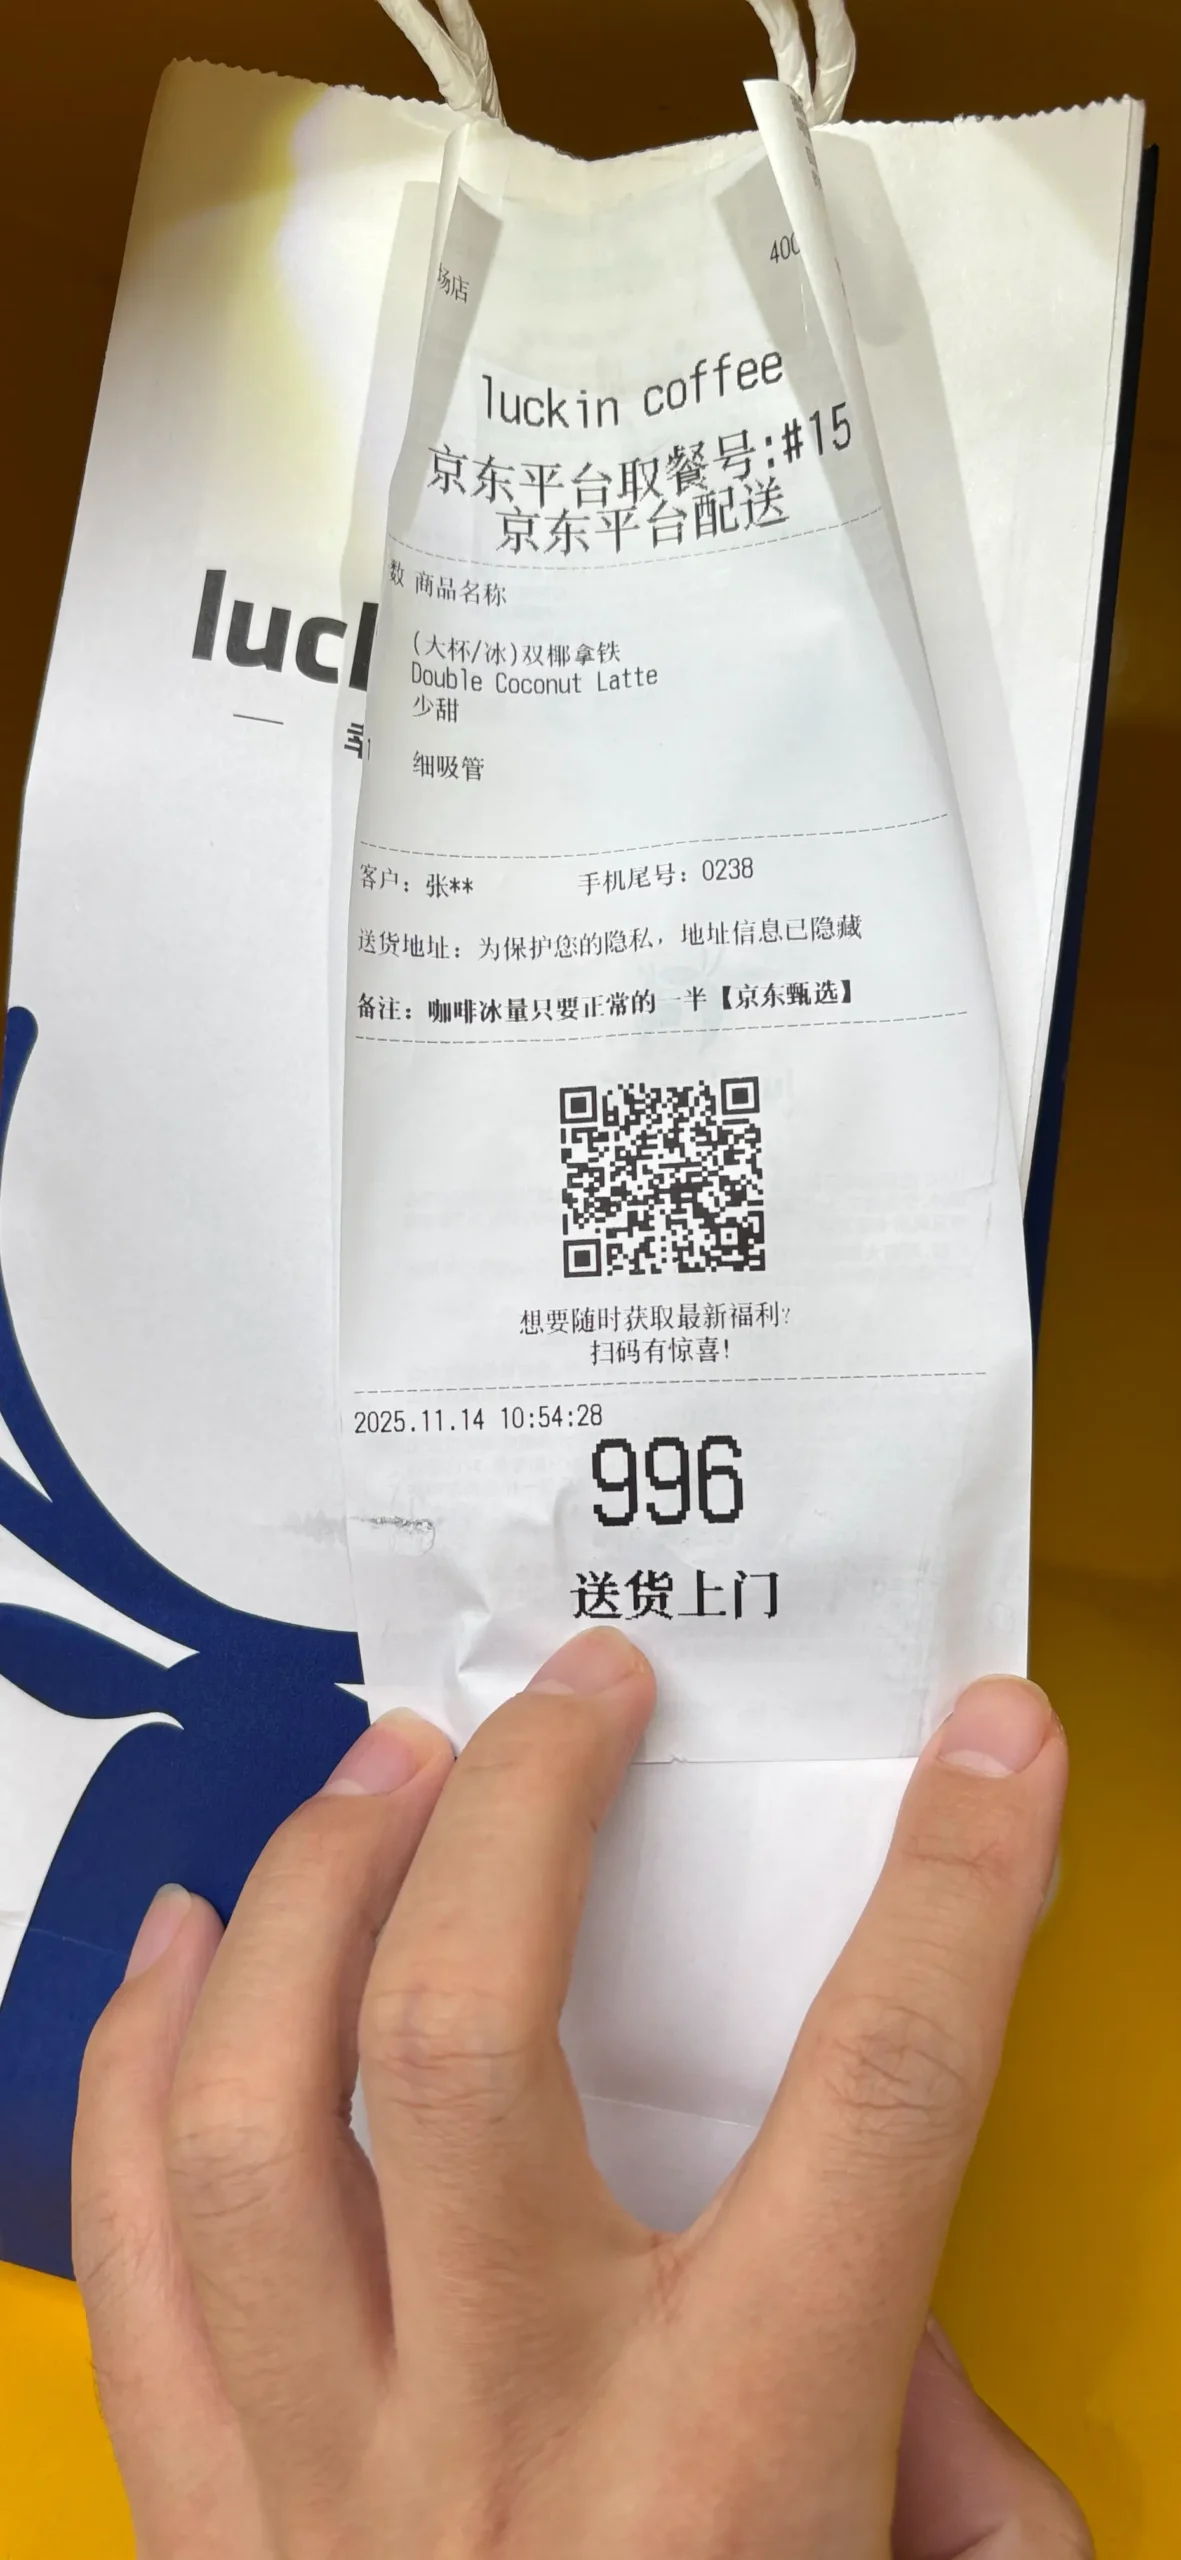 场店
400
luckin coffee
京东平台取餐号:#15
京东平台配送
数 商品名称
(大杯/冰)双椰拿铁
Double Coconut Latte
少甜
细吸管
luck
客户: 张** 手机尾号: 0238
送货地址: 为保护您的隐私, 地址信息已隐藏
备注: 咖啡冰量只要正常的一半【京东甄选】
想要随时获取最新福利?
扫码有惊喜!
2025.11.14 10:54:28
996
送货上门